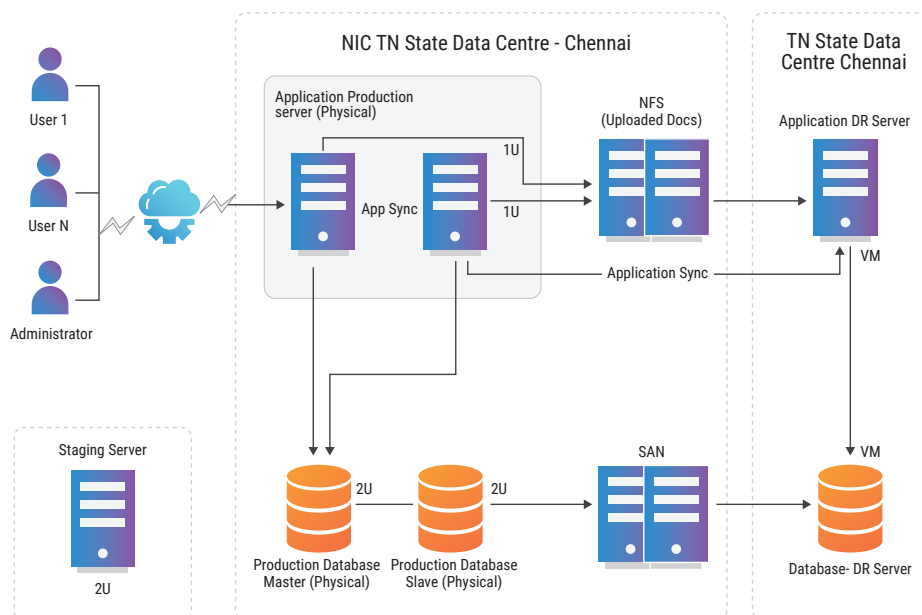 NIC TN State Data Centre - Chennai
TN State Data
Centre Chennai
User 1
User N
Administrator
Application Production
server (Physical)
App Sync
1U
1U
NFS
(Uploaded Docs)
Application DR Server
VM
Application Sync
Staging Server
2U
2U
2U
Production Database
Master (Physical)
Production Database
Slave (Physical)
SAN
VM
Database- DR Server